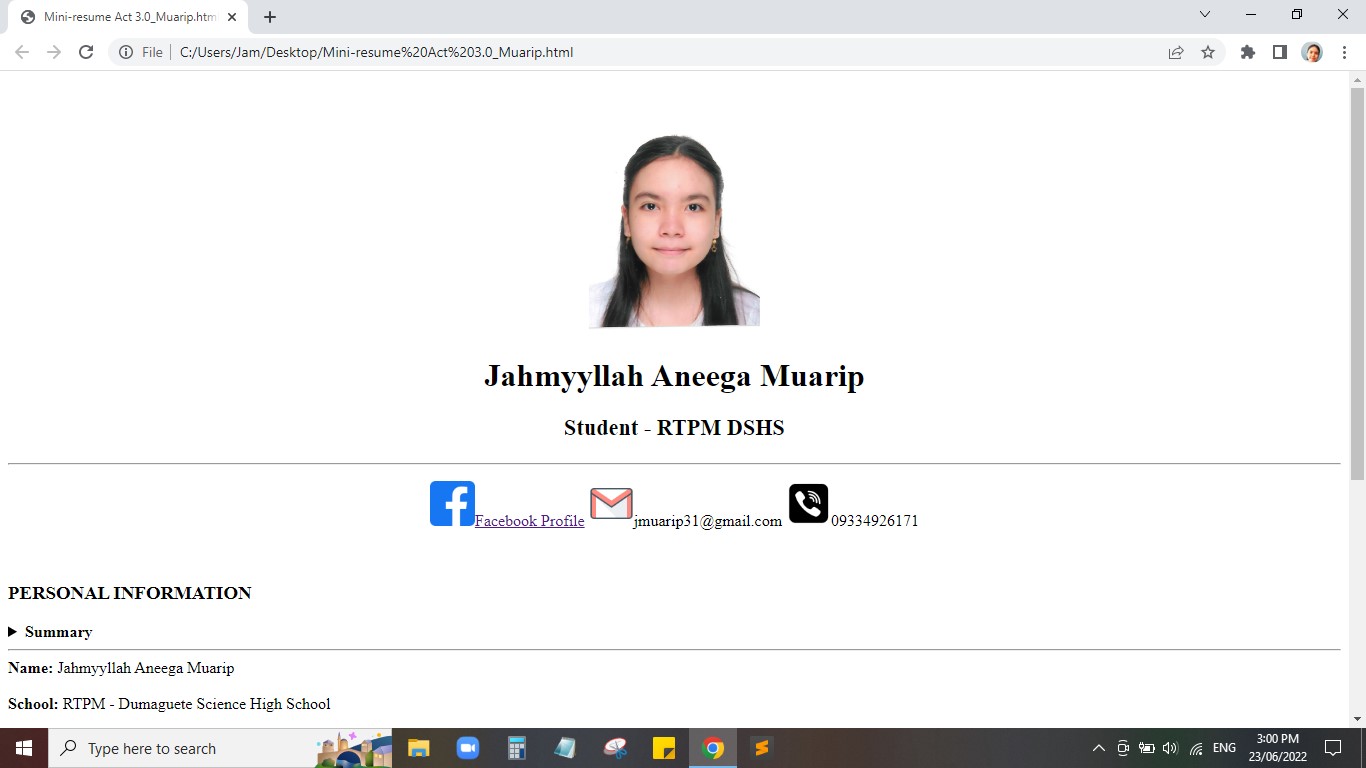 Mini-resume Act 3.0_Muarip.htm
File
C:/Users/Jam/Desktop/Mini-resume%20Act%203.0_Muarip.html
Jahmyyllah Aneega Muarip
Student - RTPM DSHS
Facebook Profile jmuarip31@gmail.com 09334926171
PERSONAL INFORMATION
Summary
Name: Jahmyyllah Aneega Muarip
School: RTPM - Dumaguete Science High School
Type here to search
ENG
3:00 PM
23/06/2022